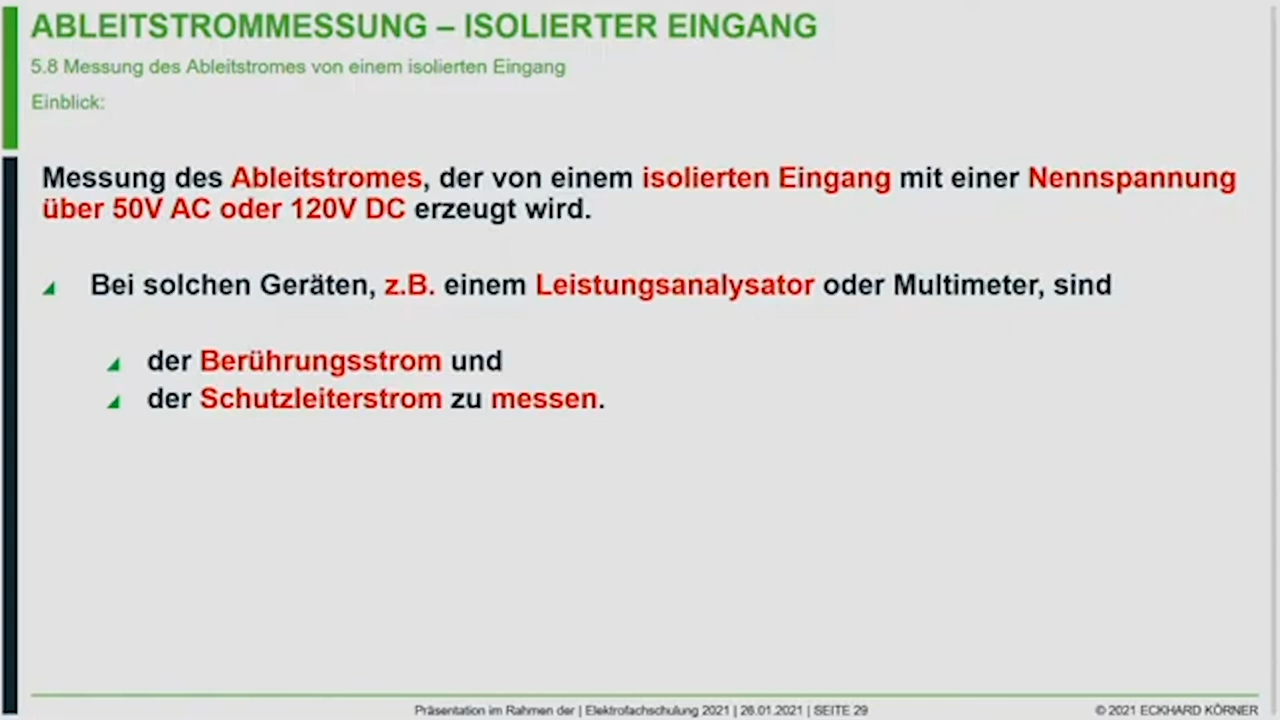 ABLEITSTROMMESSUNG – ISOLIERTER EINGANG
5.8 Messung des Ableitstromes von einem isolierten Eingang
Einblick:
Messung des Ableitstromes, der von einem isolierten Eingang mit einer Nennspannung
über 50V AC oder 120V DC erzeugt wird.
Bei solchen Geräten, z.B. einem Leistungsanalysator oder Multimeter, sind
der Berührungsstrom und
der Schutzleiterstrom zu messen.
Präsentation im Rahmen der | Elektrofachschulung 2021 | 26.01.2021 | SEITE 29
© 2021 ECKHARD KÖRNER